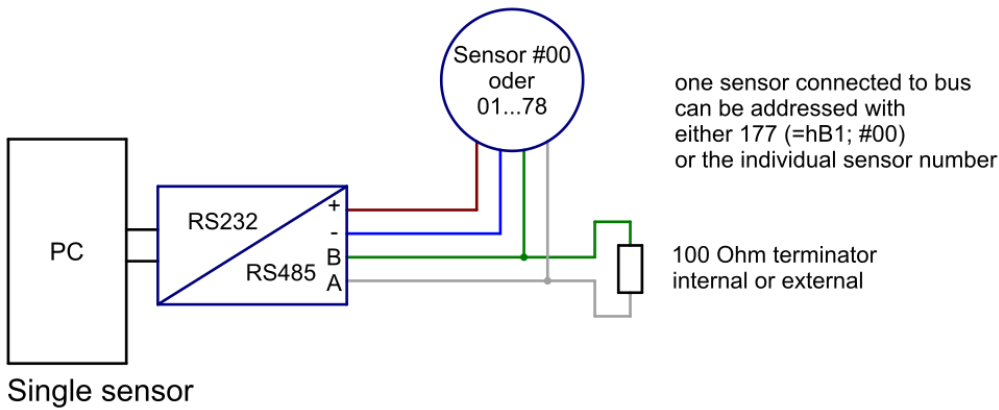 Sensor #00
oder
01...78
one sensor connected to bus
can be addressed with
either 177 (=hB1; #00)
or the individual sensor number
PC
RS232
RS485
+
-
B
A
100 Ohm terminator
internal or external
Single sensor